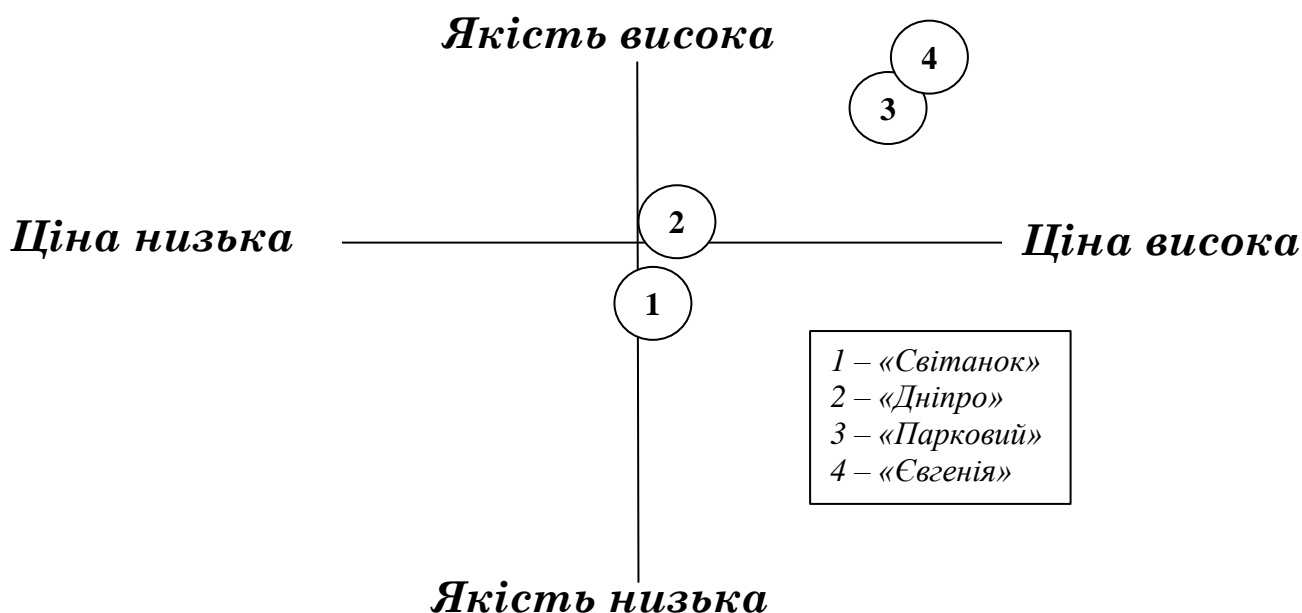 Якість висока
4
3
2
Ціна низька
Ціна висока
1
1 – «Світанок»
2 – «Дніпро»
3 – «Парковий»
4 – «Євгенія»
Якість низька